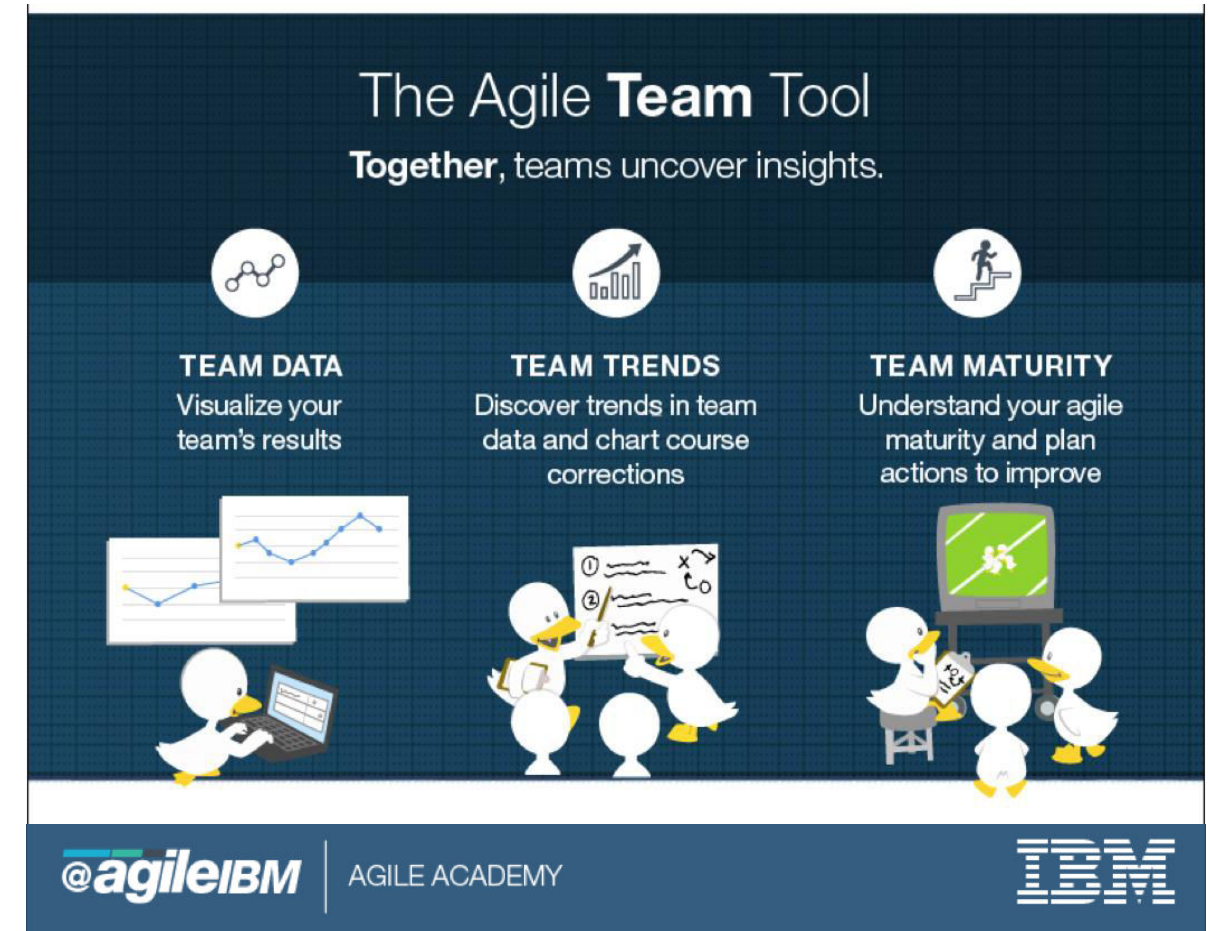 The Agile Team Tool
Together, teams uncover insights.
TEAM DATA
Visualize your
team's results
TEAM TRENDS
Discover trends in team
data and chart course
corrections
TEAM MATURITY
Understand your agile
maturity and plan
actions to improve
1
X
O
2
@agileIBM
AGILE ACADEMY
IBM